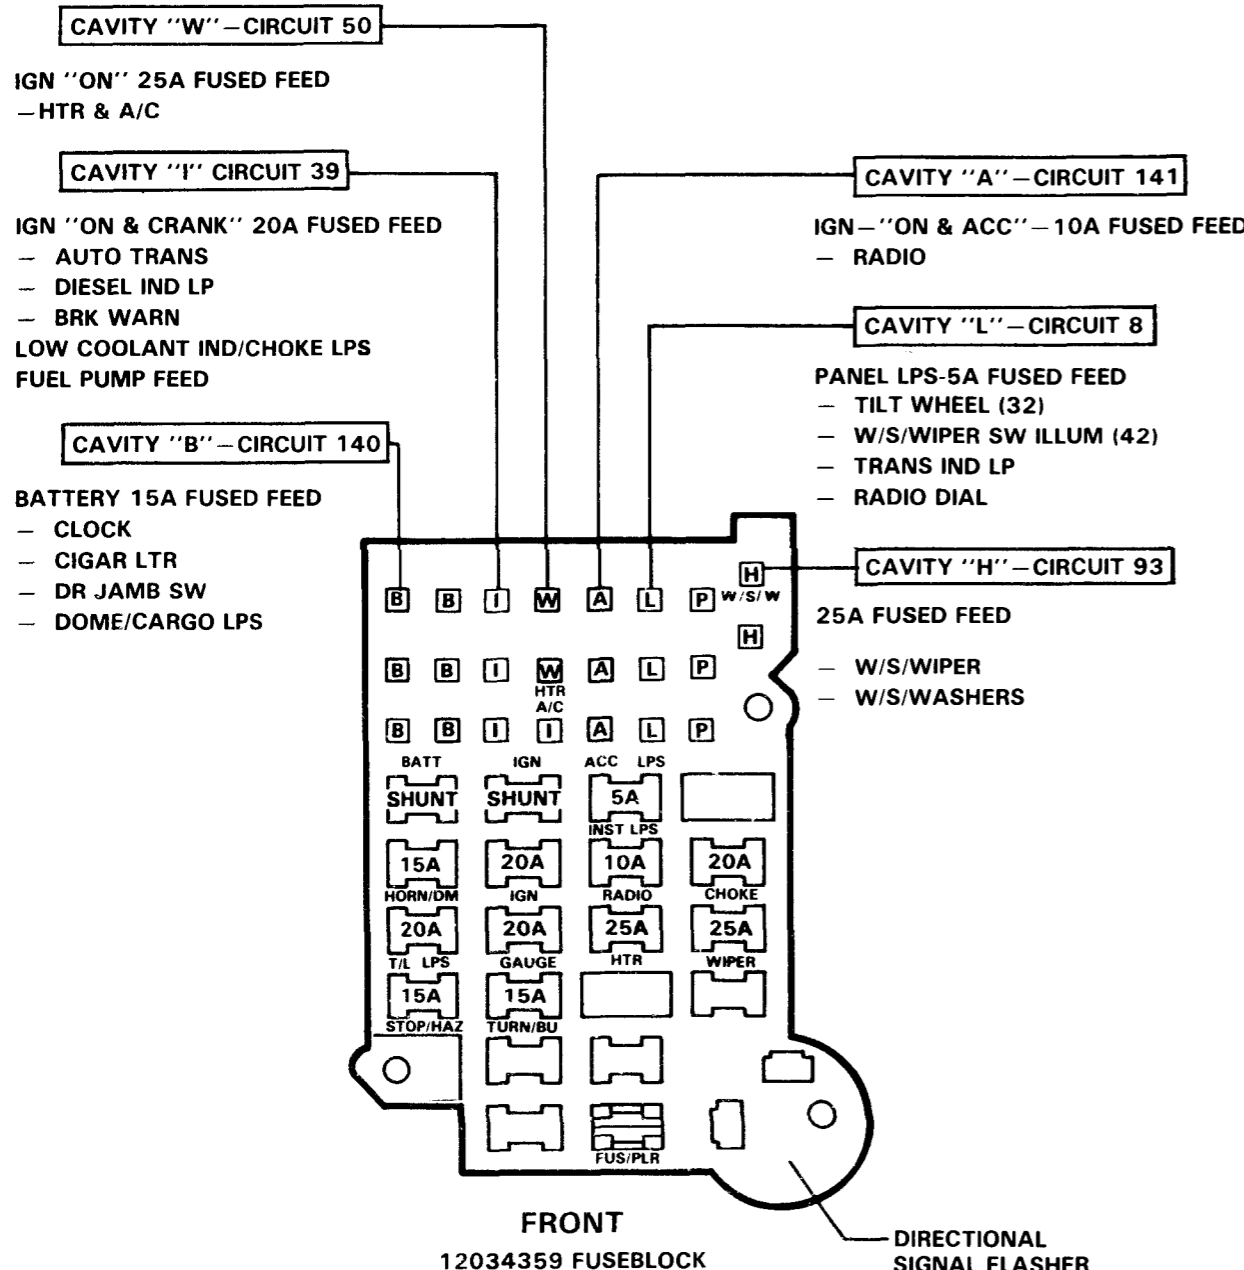 CAVITY "W"—CIRCUIT 50
IGN "ON" 25A FUSED FEED
—HTR & A/C
CAVITY "I" CIRCUIT 39
IGN "ON & CRANK" 20A FUSED FEED
— AUTO TRANS
— DIESEL IND LP
— BRK WARN
LOW COOLANT IND/CHOKE LPS
FUEL PUMP FEED
CAVITY "B"—CIRCUIT 140
BATTERY 15A FUSED FEED
— CLOCK
— CIGAR LTR
— DR JAMB SW
— DOME/CARGO LPS
CAVITY "A"—CIRCUIT 141
IGN—"ON & ACC"—10A FUSED FEED
— RADIO
CAVITY "L"—CIRCUIT 8
PANEL LPS-5A FUSED FEED
— TILT WHEEL (32)
— W/S/WIPER SW ILLUM (42)
— TRANS IND LP
— RADIO DIAL
CAVITY "H"—CIRCUIT 93
25A FUSED FEED
— W/S/WIPER
— W/S/WASHERS
H
W/S/W
B B I W A L P
H
B B I W A L P
HTR
A/C
B B I I A L P
BATT IGN ACC LPS
SHUNT SHUNT 5A
INST LPS
15A 20A 10A 20A
HORN/DM IGN RADIO CHOKE
20A 20A 25A 25A
T/L LPS GAUGE HTR WIPER
15A 15A
STOP/HAZ TURN/BU
FUS/PLR
FRONT
12034359 FUSEBLOCK
DIRECTIONAL
SIGNAL FLASHER